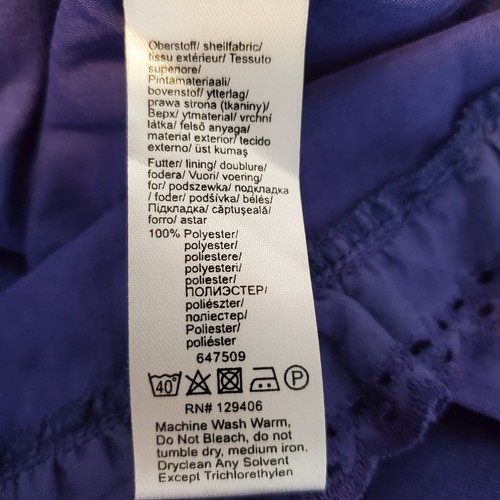 Oberstoff/ shellfabric/
tissu extérieur/ Tessuto
superiore/
Pintamateriaali/
bovenstof/ ytterlag/
prawa strona (tkaniny)/
Верх/ ytmaterial/ vrchní
látka/ felső anyaga/
material exterior/ tecido
externo/ üst kumaş
Futter/ lining/ doublure/
fodera/ Vuori/ voering/
for/ podszewka/ подкладка
/ foder/ podšívka/ bélés/
Підкладка/ căptuşeală/
forro/ astar
100% Polyester/
polyester/
poliestere/
polyesteri/
poliester/
ПОЛИЭСТЕР/
poliészter/
поліестер/
Poliester/
poliéster
647509
40° P
RN# 129406
Machine Wash Warm,
Do Not Bleach, do not
tumble dry, medium iron.
Dryclean Any Solvent
Except Trichlorethylen